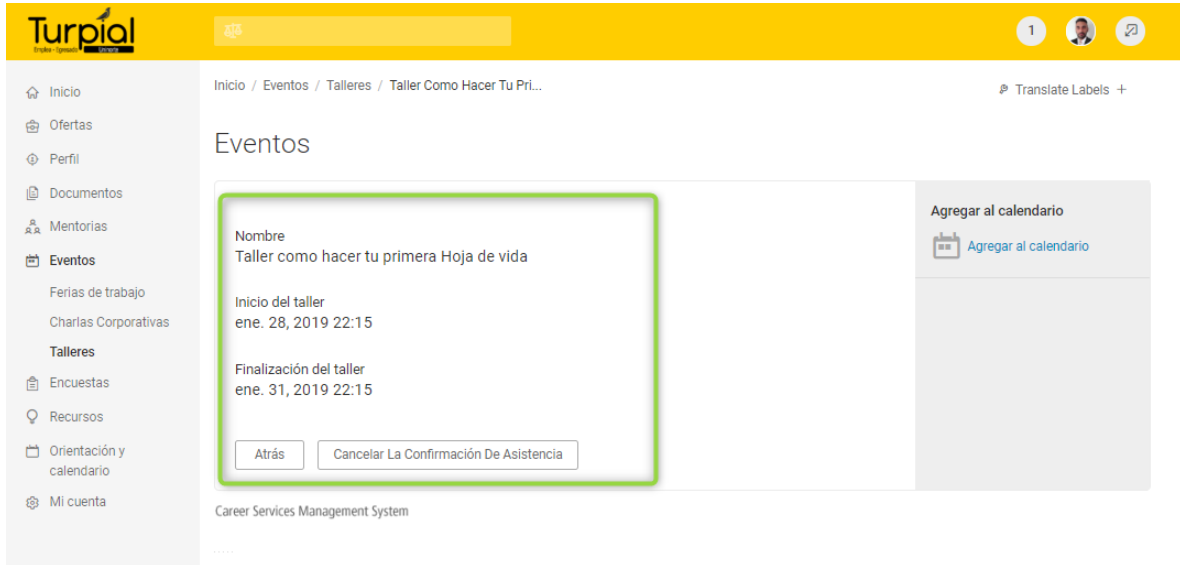 Turpial
1
Inicio / Eventos / Talleres / Taller Como Hacer Tu Pri...
Translate Labels +
Inicio
Ofertas
Perfil
Documentos
Mentorias
Eventos
Ferias de trabajo
Charlas Corporativas
Talleres
Encuestas
Recursos
Orientación y
calendario
Mi cuenta
Eventos
Nombre
Taller como hacer tu primera Hoja de vida
Inicio del taller
ene. 28, 2019 22:15
Finalización del taller
ene. 31, 2019 22:15
Atrás
Cancelar La Confirmación De Asistencia
Agregar al calendario
Agregar al calendario
Career Services Management System